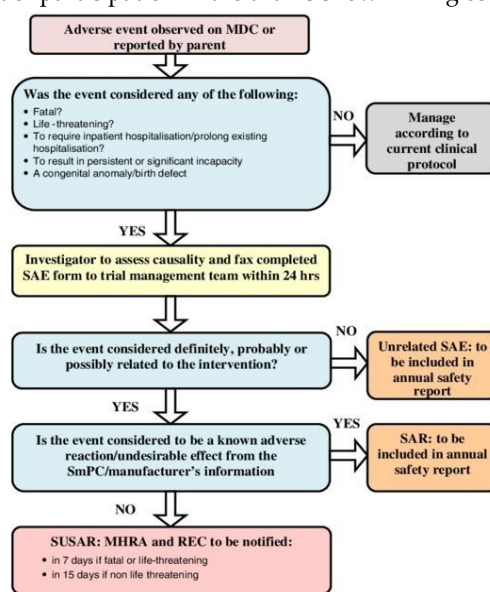 Adverse event observed on MDC or
reported by parent
Was the event considered any of the following:
• Fatal?
• Life -threatening?
• To require inpatient hospitalisation/prolong existing
hospitalisation?
• To result in persistent or significant incapacity
• A congenital anomaly/birth defect
NO
Manage
according to
current clinical
protocol
YES
Investigator to assess causality and fax completed
SAE form to trial management team within 24 hrs
Is the event considered definitely, probably or
possibly related to the intervention?
NO
Unrelated SAE: to
be included in
annual safety
report
YES
Is the event considered to be a known adverse
reaction/undesirable effect from the
SmPC/manufacturer's information
YES
SAR: to be
included in annual
safety report
NO
SUSAR: MHRA and REC to be notified:
• in 7 days if fatal or life-threatening
• in 15 days if non life threatening